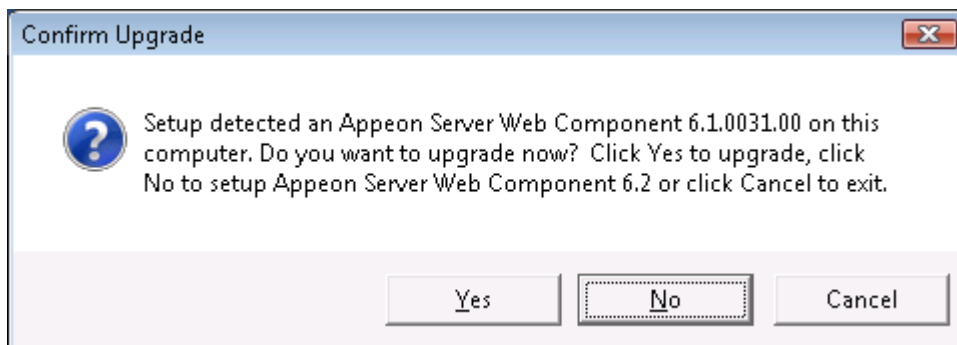 Confirm Upgrade
Setup detected an Appeon Server Web Component 6.1.0031.00 on this
computer. Do you want to upgrade now?  Click Yes to upgrade, click
No to setup Appeon Server Web Component 6.2 or click Cancel to exit.
Yes No Cancel